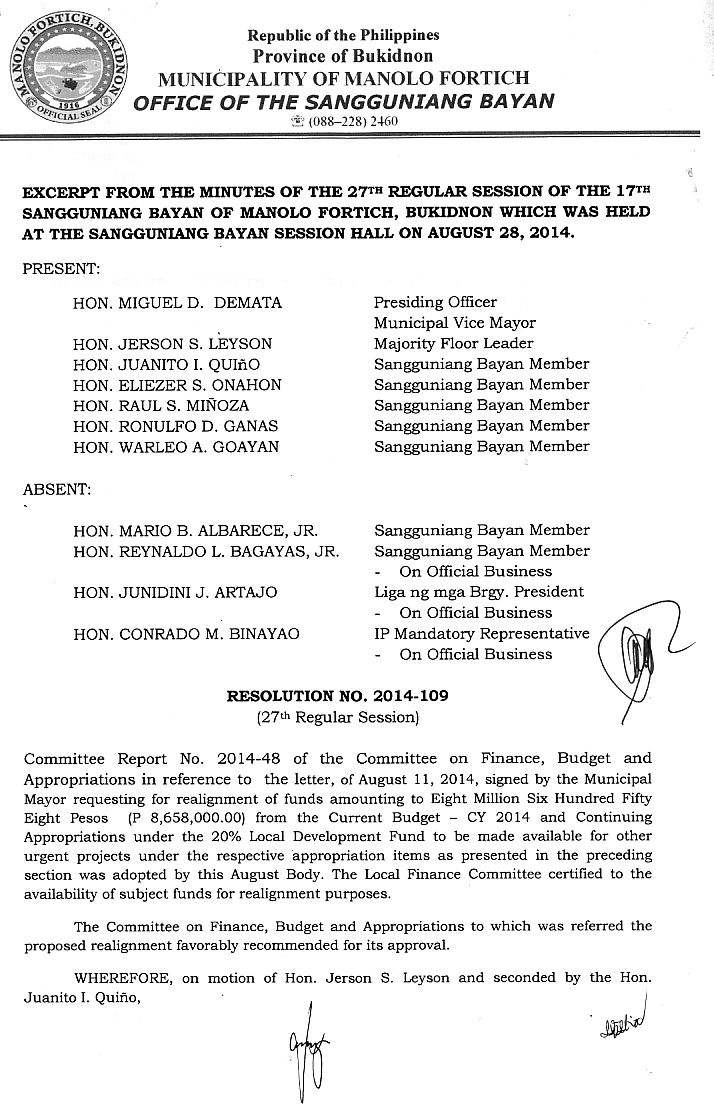 MANOLO FORTICH, BUKIDNON
1916
OFFICIAL SEAL
Republic of the Philippines
Province of Bukidnon
MUNICIPALITY OF MANOLO FORTICH
OFFICE OF THE SANGGUNIANG BAYAN
☏ (088–228) 2460
EXCERPT FROM THE MINUTES OF THE 27TH REGULAR SESSION OF THE 17TH
SANGGUNIANG BAYAN OF MANOLO FORTICH, BUKIDNON WHICH WAS HELD
AT THE SANGGUNIANG BAYAN SESSION HALL ON AUGUST 28, 2014.
PRESENT:
HON. MIGUEL D. DEMATA Presiding Officer
Municipal Vice Mayor
HON. JERSON S. LEYSON Majority Floor Leader
HON. JUANITO I. QUIñO Sangguniang Bayan Member
HON. ELIEZER S. ONAHON Sangguniang Bayan Member
HON. RAUL S. MIÑOZA Sangguniang Bayan Member
HON. RONULFO D. GANAS Sangguniang Bayan Member
HON. WARLEO A. GOAYAN Sangguniang Bayan Member
ABSENT:
HON. MARIO B. ALBARECE, JR. Sangguniang Bayan Member
HON. REYNALDO L. BAGAYAS, JR. Sangguniang Bayan Member
- On Official Business
HON. JUNIDINI J. ARTAJO Liga ng mga Brgy. President
- On Official Business
HON. CONRADO M. BINAYAO IP Mandatory Representative
- On Official Business
RESOLUTION NO. 2014-109
(27th Regular Session)
Committee Report No. 2014-48 of the Committee on Finance, Budget and
Appropriations in reference to the letter, of August 11, 2014, signed by the Municipal
Mayor requesting for realignment of funds amounting to Eight Million Six Hundred Fifty
Eight Pesos (P 8,658,000.00) from the Current Budget – CY 2014 and Continuing
Appropriations under the 20% Local Development Fund to be made available for other
urgent projects under the respective appropriation items as presented in the preceding
section was adopted by this August Body. The Local Finance Committee certified to the
availability of subject funds for realignment purposes.
The Committee on Finance, Budget and Appropriations to which was referred the
proposed realignment favorably recommended for its approval.
WHEREFORE, on motion of Hon. Jerson S. Leyson and seconded by the Hon.
Juanito I. Quiño,